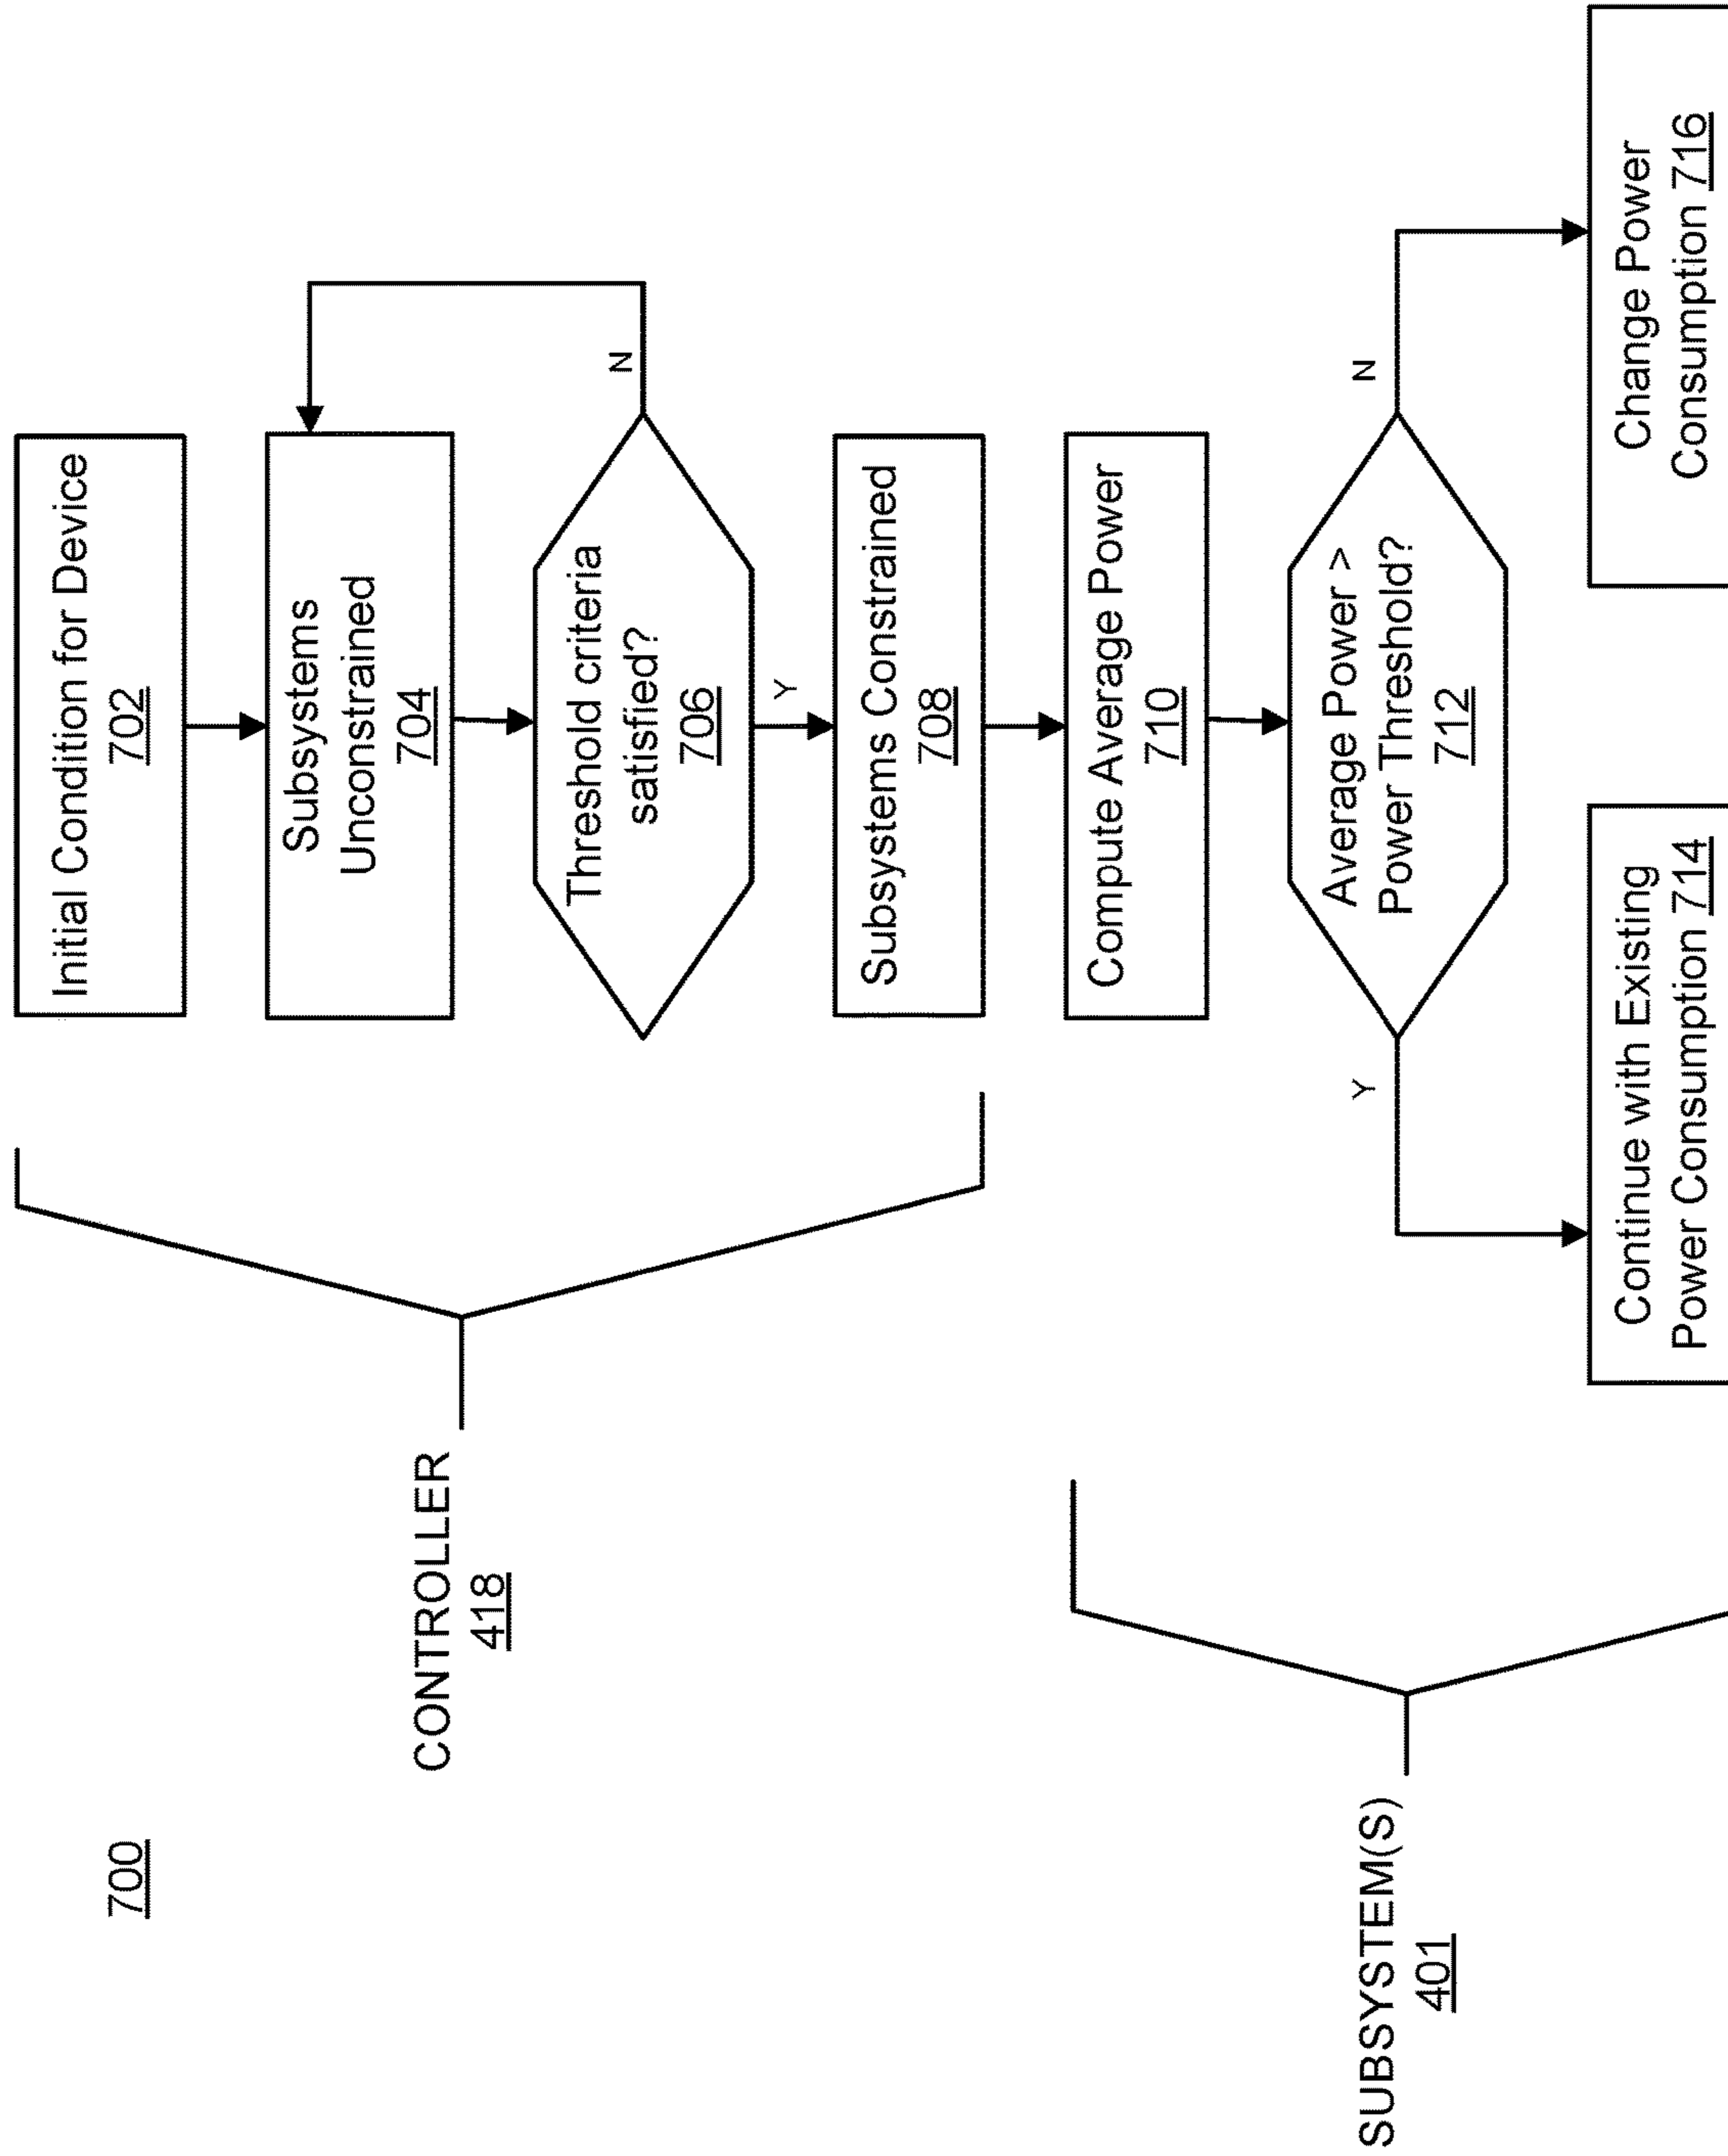 700
CONTROLLER
418
Initial Condition for Device
702
Subsystems
Unconstrained
704
Threshold criteria
satisfied?
706
N
Y
Subsystems Constrained
708
SUBSYSTEM(S)
401
Compute Average Power
710
Average Power >
Power Threshold?
712
Y
N
Continue with Existing
Power Consumption 714
Change Power
Consumption 716